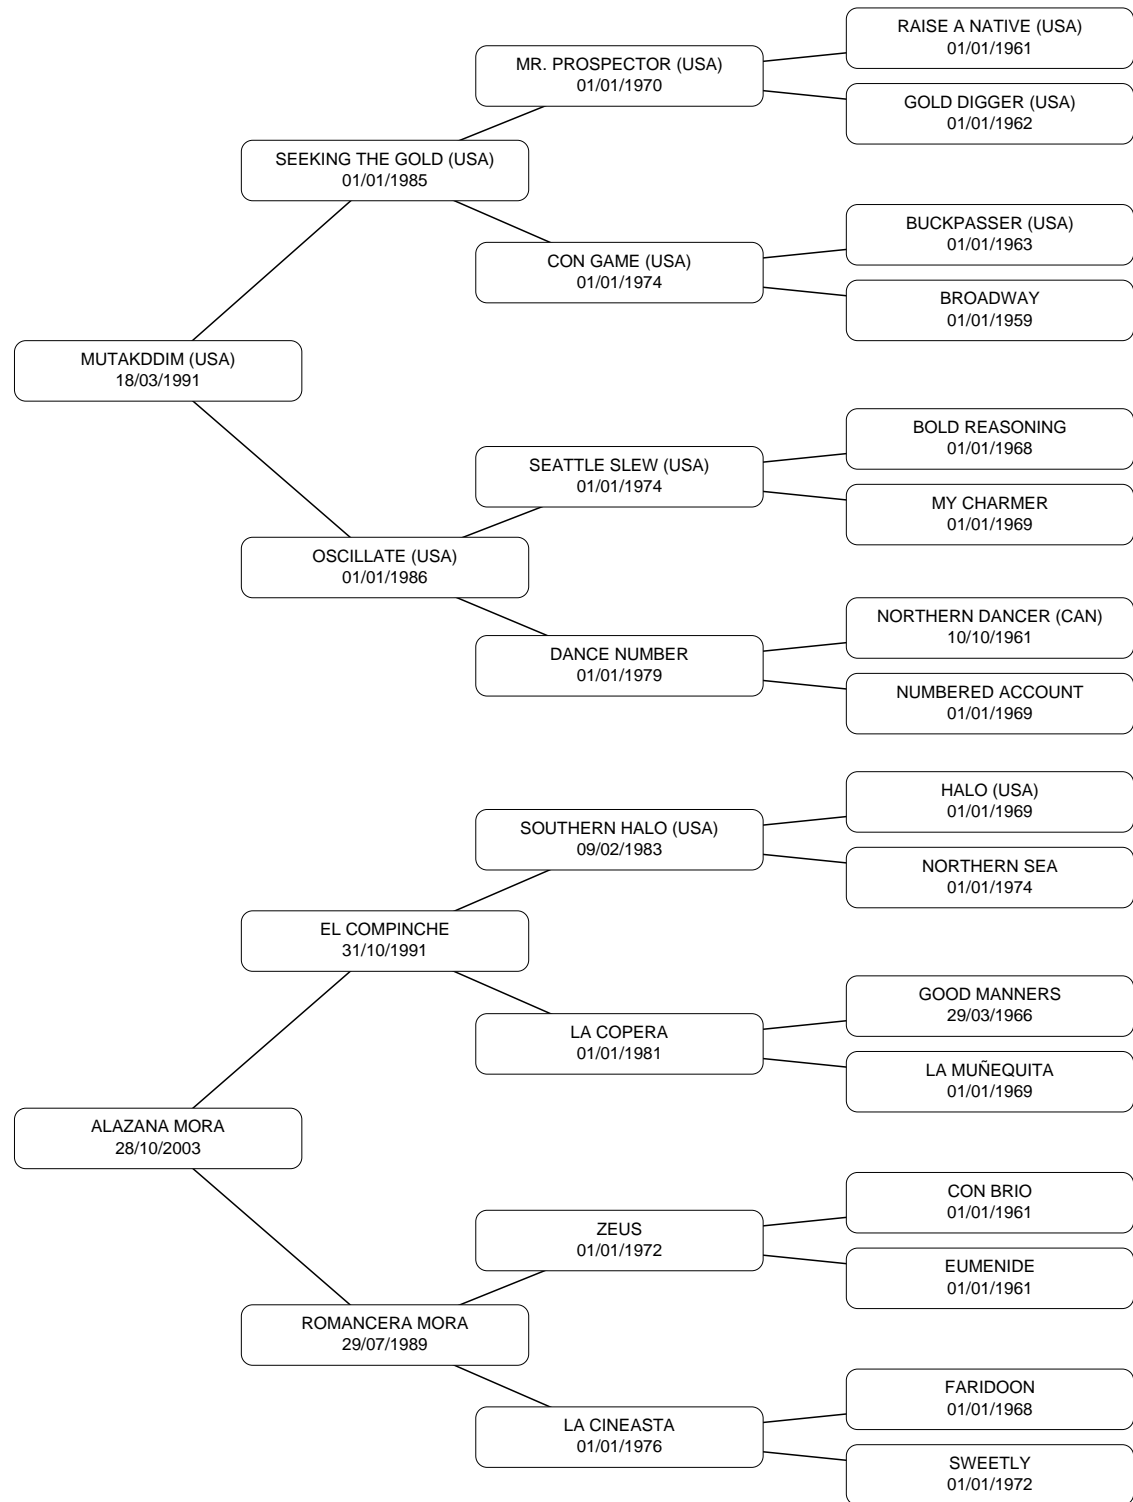 RAISE A NATIVE (USA)
01/01/1961
MR. PROSPECTOR (USA)
01/01/1970
GOLD DIGGER (USA)
01/01/1962
SEEKING THE GOLD (USA)
01/01/1985
BUCKPASSER (USA)
01/01/1963
CON GAME (USA)
01/01/1974
BROADWAY
01/01/1959
MUTAKDDIM (USA)
18/03/1991
BOLD REASONING
01/01/1968
SEATTLE SLEW (USA)
01/01/1974
MY CHARMER
01/01/1969
OSCILLATE (USA)
01/01/1986
NORTHERN DANCER (CAN)
10/10/1961
DANCE NUMBER
01/01/1979
NUMBERED ACCOUNT
01/01/1969
HALO (USA)
01/01/1969
SOUTHERN HALO (USA)
09/02/1983
NORTHERN SEA
01/01/1974
EL COMPINCHE
31/10/1991
GOOD MANNERS
29/03/1966
LA COPERA
01/01/1981
LA MUÑEQUITA
01/01/1969
ALAZANA MORA
28/10/2003
CON BRIO
01/01/1961
ZEUS
01/01/1972
EUMENIDE
01/01/1961
ROMANCERA MORA
29/07/1989
FARIDOON
01/01/1968
LA CINEASTA
01/01/1976
SWEETLY
01/01/1972